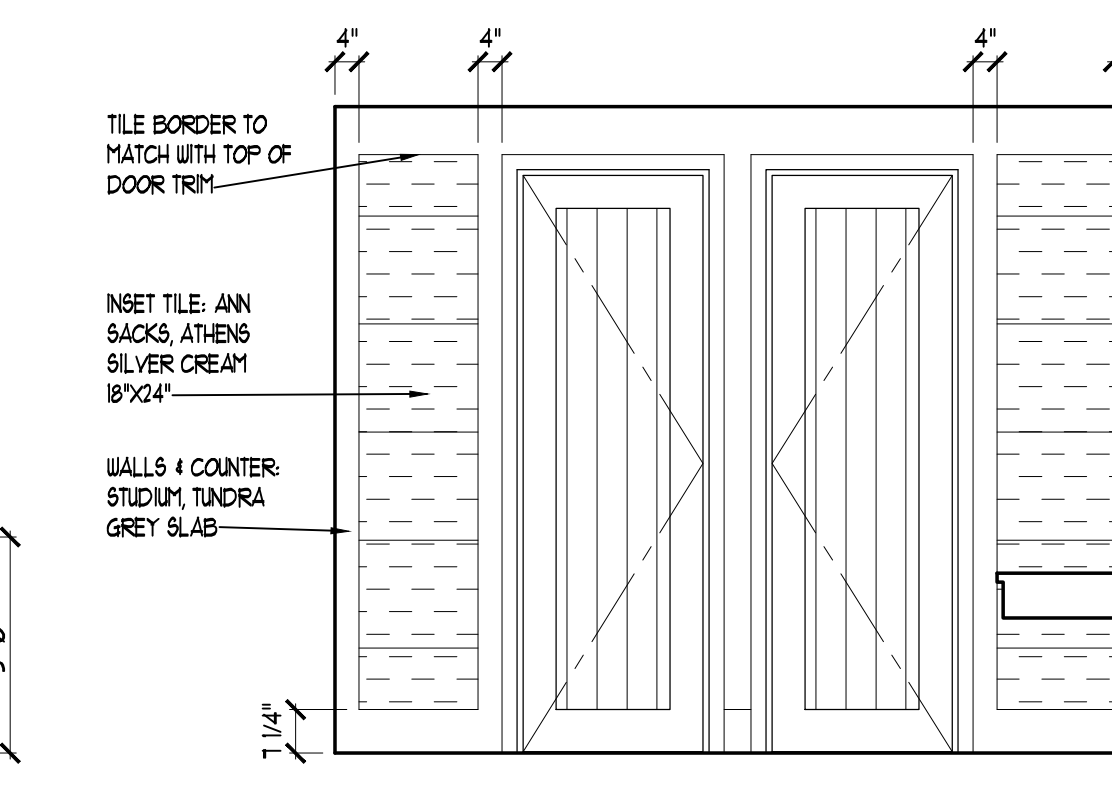 4" 4" 4"
TILE BORDER TO
MATCH WITH TOP OF
DOOR TRIM
INSET TILE: ANN
SACKS, ATHENS
SILVER CREAM
18"X24"
WALLS & COUNTER:
STUDIUM, TUNDRA
GREY SLAB
7 1/4"